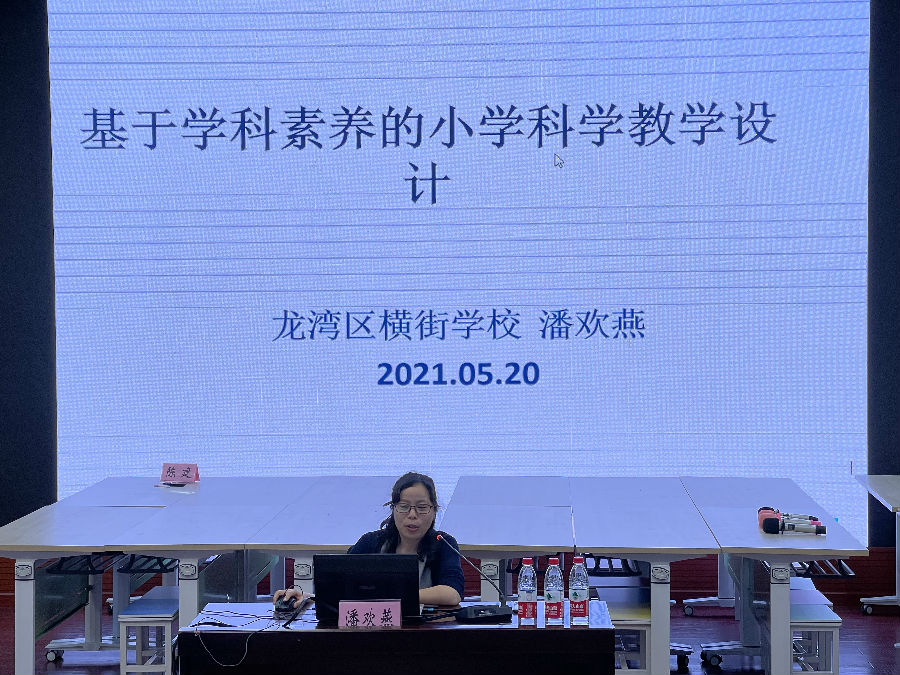 基于学科素养的小学科学教学设
计
龙湾区横街学校 潘欢燕
2021.05.20
潘欢燕